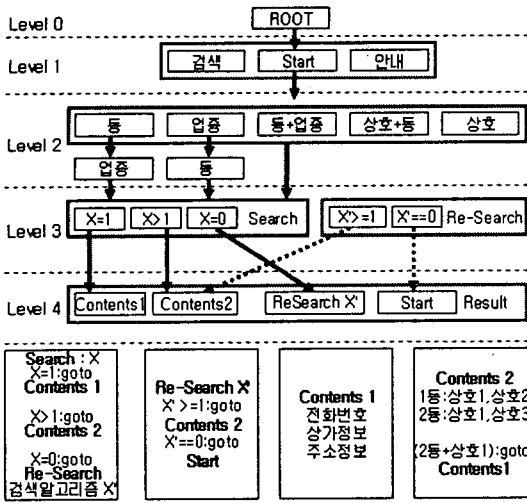 Level 0
ROOT
Level 1
검색
Start
안내
Level 2
동
업종
동+업종
상호+동
상호
업종
동
Level 3
X=1
X>1
X=0
Search
X'>=1
X'==0
Re-Search
Level 4
Contents1
Contents2
ReSearch X'
Start
Result
Search : X
X=1:goto
Contents 1
X>1:goto
Contents 2
X=0:goto
Re-Search
검색알고리즘 X'
Re-Search X'
X'>=1:goto
Contents 2
X'==0:goto
Start
Contents 1
전화번호
상가정보
주소정보
Contents 2
1동:상호1,상호2
2동:상호1,상호3
(2동+상호1):goto
Contents1